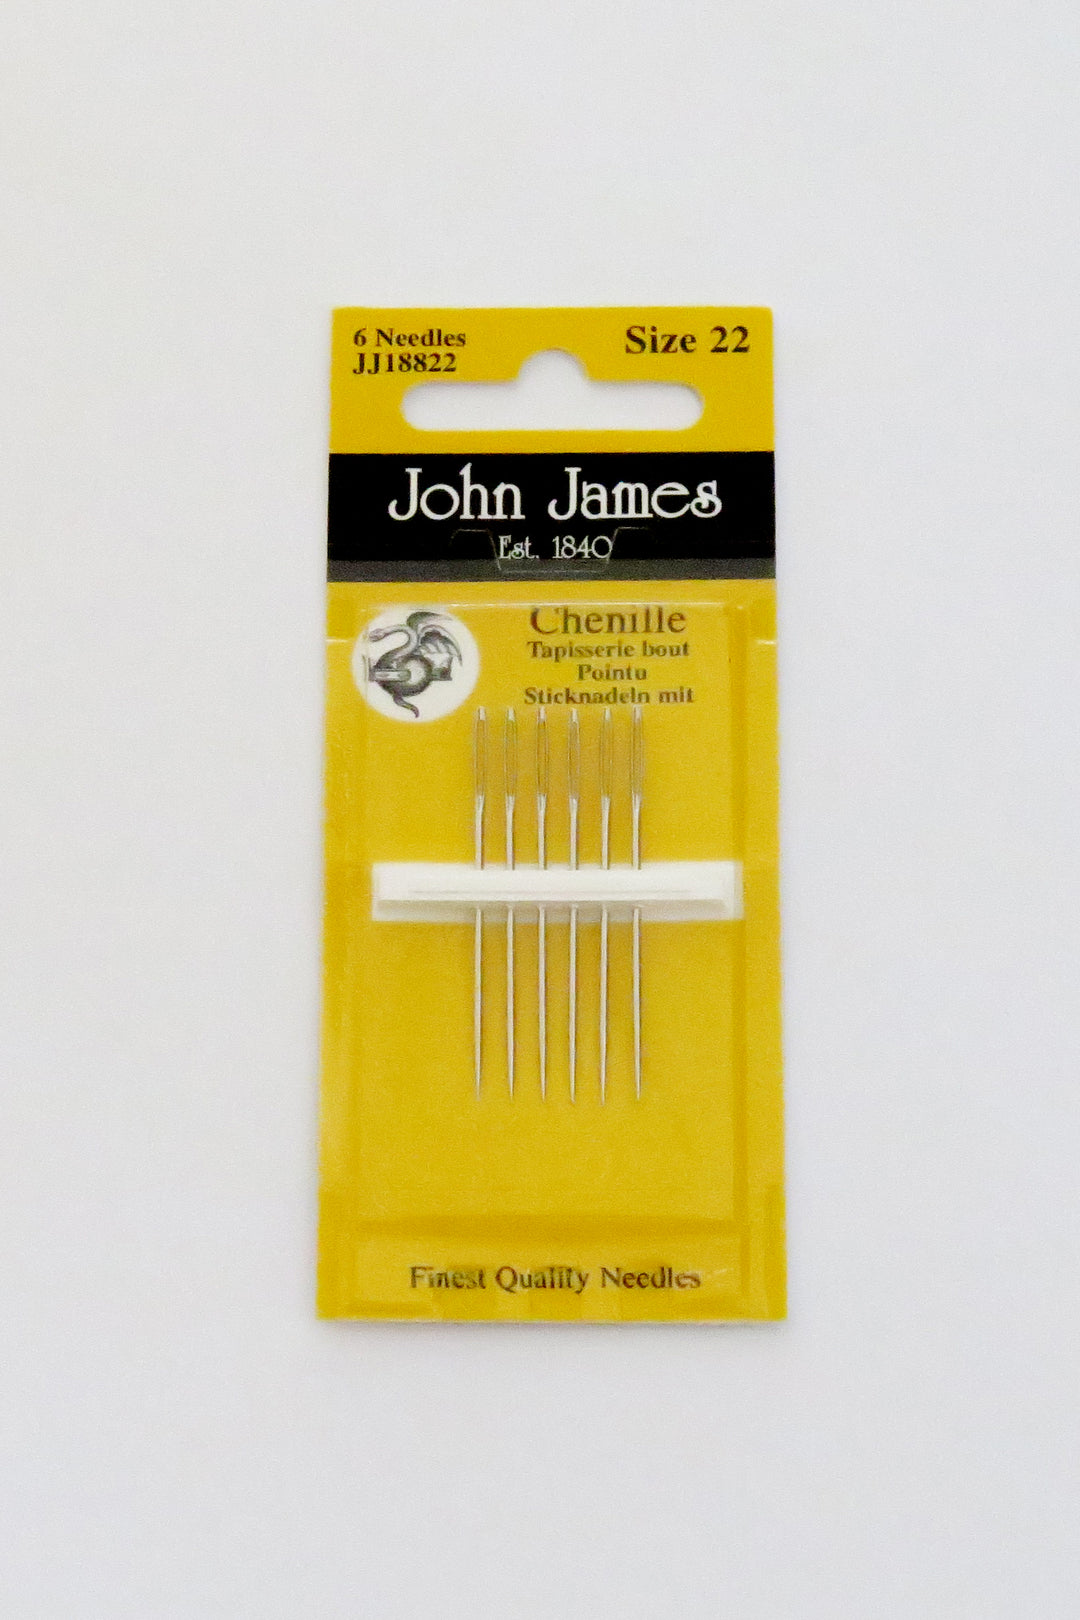 6 Needles
JJ18822
Size 22
John James
Est. 1840
Chenille
Tapisserie bout
Pointu
Sticknadeln mit
Finest Quality Needles